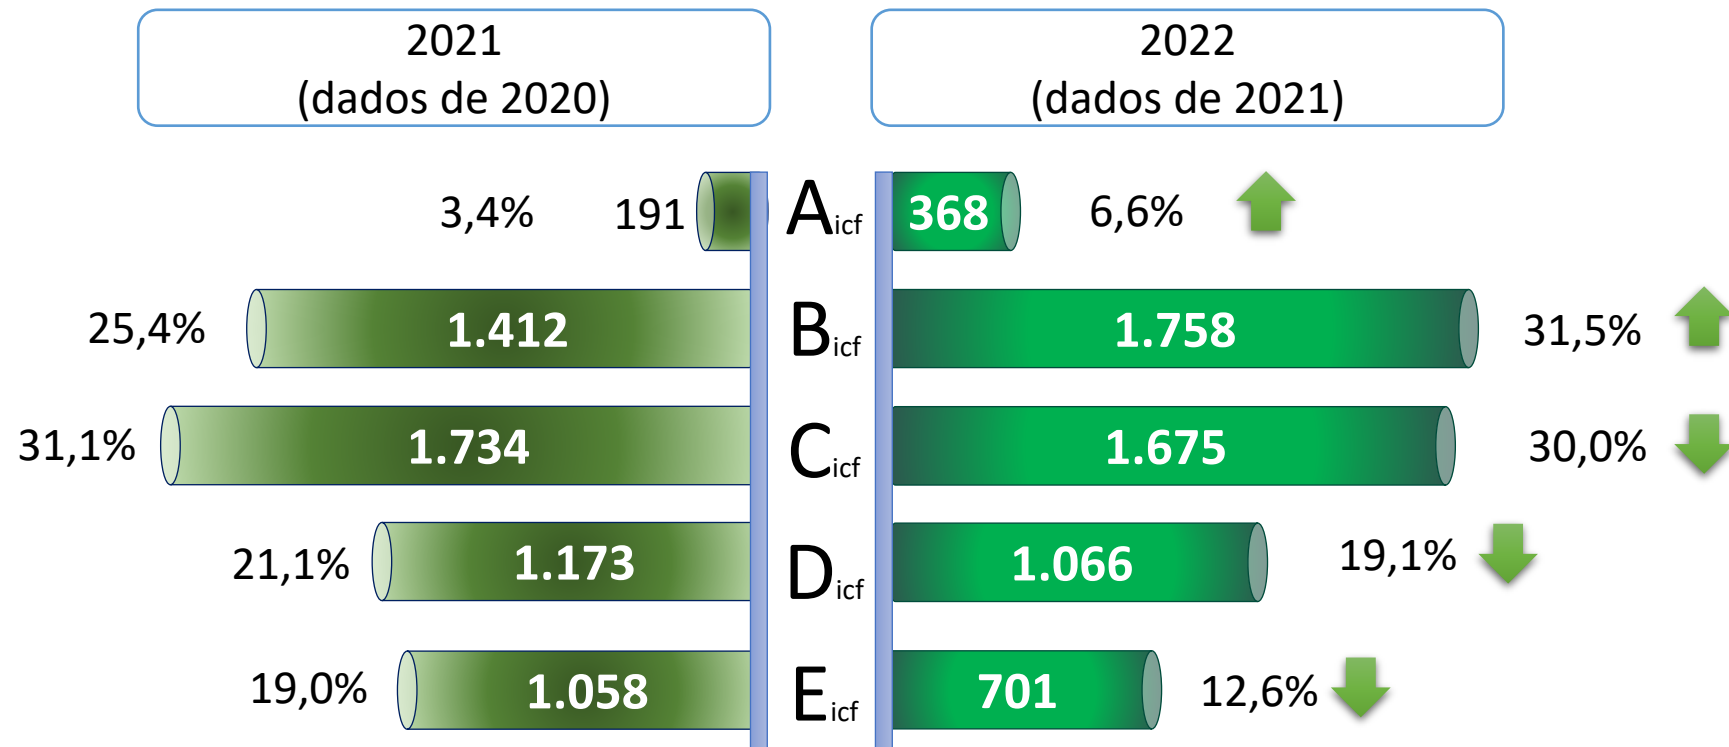 2021
(dados de 2020)
2022
(dados de 2021)
3,4% 191 Aicf 368 6,6%
25,4% 1.412 Bicf 1.758 31,5%
31,1% 1.734 Cicf 1.675 30,0%
21,1% 1.173 Dicf 1.066 19,1%
19,0% 1.058 Eicf 701 12,6%